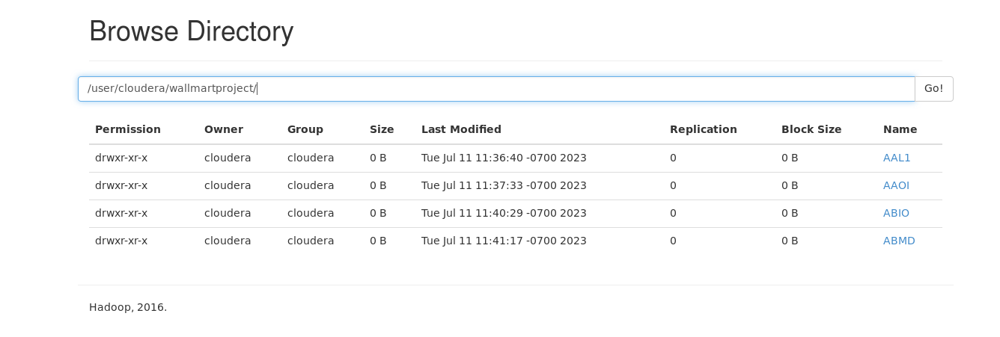 Browse Directory
/user/cloudera/wallmartproject/ Go!
Permission Owner Group Size Last Modified Replication Block Size Name
drwxr-xr-x cloudera cloudera 0 B Tue Jul 11 11:36:40 -0700 2023 0 0 B AAL1
drwxr-xr-x cloudera cloudera 0 B Tue Jul 11 11:37:33 -0700 2023 0 0 B AAOI
drwxr-xr-x cloudera cloudera 0 B Tue Jul 11 11:40:29 -0700 2023 0 0 B ABIO
drwxr-xr-x cloudera cloudera 0 B Tue Jul 11 11:41:17 -0700 2023 0 0 B ABMD
Hadoop, 2016.